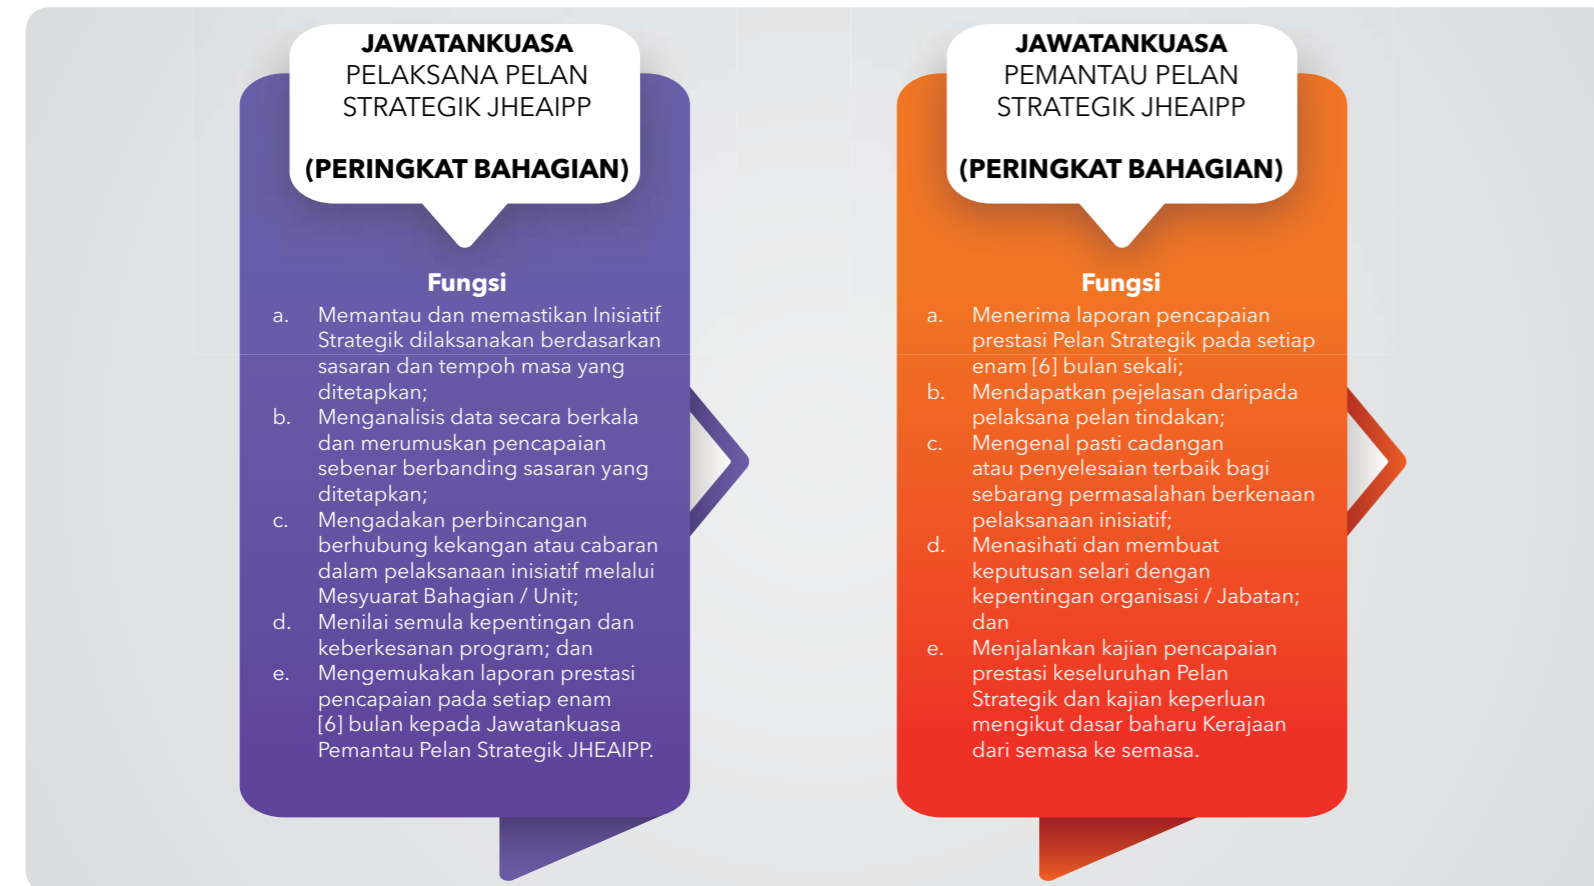 JAWATANKUASA
PELAKSANA PELAN
STRATEGIK JHEAIPP
(PERINGKAT BAHAGIAN)
Fungsi
a. Memantau dan memastikan Inisiatif
Strategik dilaksanakan berdasarkan
sasaran dan tempoh masa yang
ditetapkan;
b. Menganalisis data secara berkala
dan merumuskan pencapaian
sebenar berbanding sasaran yang
ditetapkan;
c. Mengadakan perbincangan
berhubung kekangan atau cabaran
dalam pelaksanaan inisiatif melalui
Mesyuarat Bahagian / Unit;
d. Menilai semula kepentingan dan
keberkesanan program; dan
e. Mengemukakan laporan prestasi
pencapaian pada setiap enam
[6] bulan kepada Jawatankuasa
Pemantau Pelan Strategik JHEAIPP.
JAWATANKUASA
PEMANTAU PELAN
STRATEGIK JHEAIPP
(PERINGKAT BAHAGIAN)
Fungsi
a. Menerima laporan pencapaian
prestasi Pelan Strategik pada setiap
enam [6] bulan sekali;
b. Mendapatkan pejelasan daripada
pelaksana pelan tindakan;
c. Mengenal pasti cadangan
atau penyelesaian terbaik bagi
sebarang permasalahan berkenaan
pelaksanaan inisiatif;
d. Menasihati dan membuat
keputusan selari dengan
kepentingan organisasi / Jabatan;
dan
e. Menjalankan kajian pencapaian
prestasi keseluruhan Pelan
Strategik dan kajian keperluan
mengikut dasar baharu Kerajaan
dari semasa ke semasa.